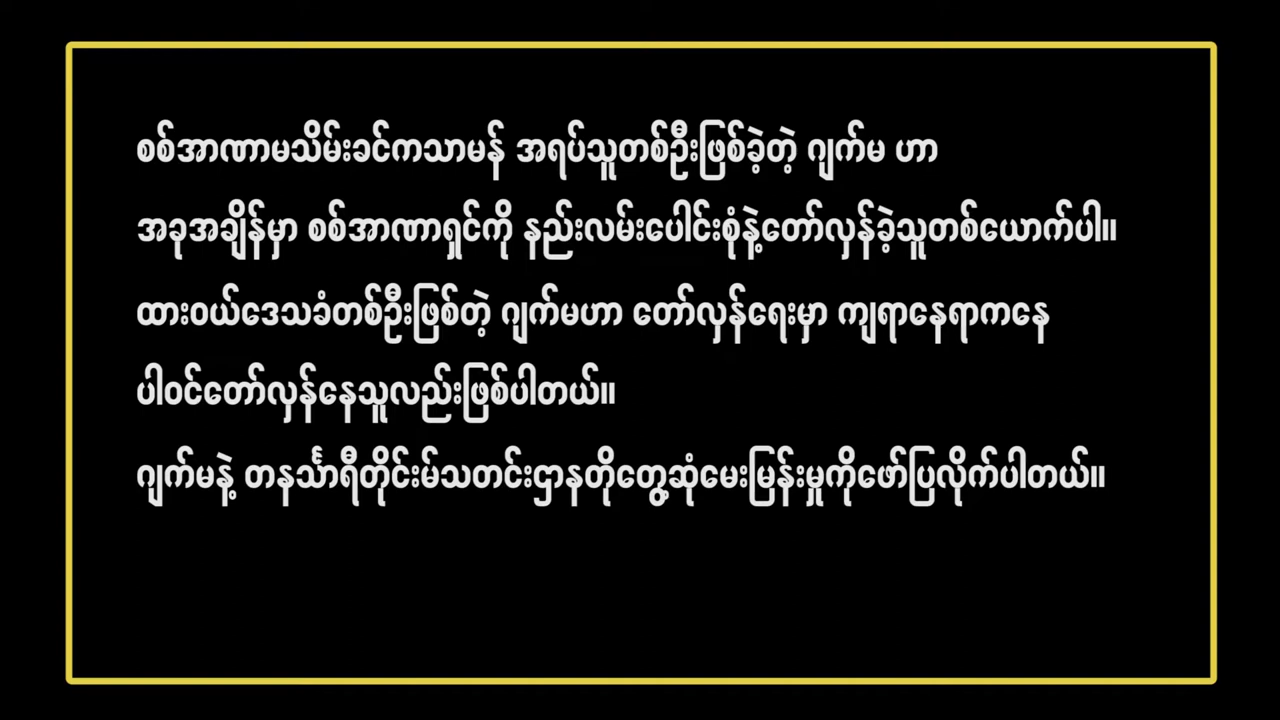 စစ်အာဏာမသိမ်းခင်ကသာမန် အရပ်သူတစ်ဦးဖြစ်ခဲ့တဲ့ ဂျက်မ ဟာ
အခုအချိန်မှာ စစ်အာဏာရှင်ကို နည်းလမ်းပေါင်းစုံနဲ့တော်လှန်ခဲ့သူတစ်ယောက်ပါ။
ထားဝယ်ဒေသခံတစ်ဦးဖြစ်တဲ့ ဂျက်မဟာ တော်လှန်ရေးမှာ ကျရာနေရာကနေ
ပါဝင်တော်လှန်နေသူလည်းဖြစ်ပါတယ်။
ဂျက်မနဲ့ တနင်္သာရီတိုင်းမ်သတင်းဌာနတိုတွေ့ဆုံမေးမြန်းမှုကိုဖော်ပြလိုက်ပါတယ်။